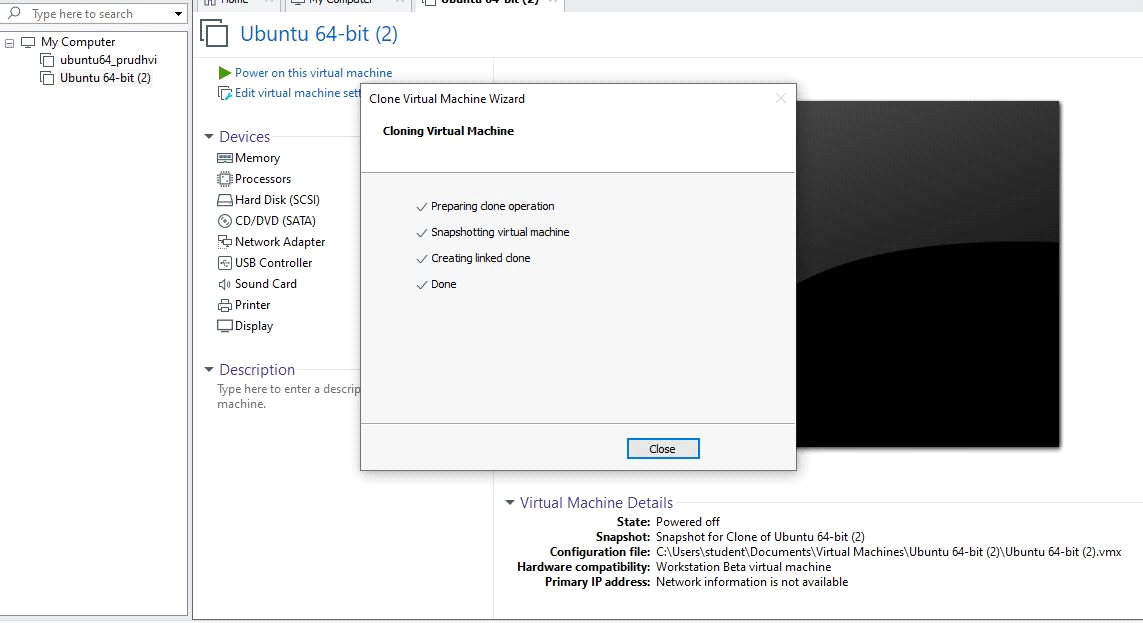 Home
My Computer
Ubuntu 64-bit (2)
Type here to search
My Computer
ubuntu64_prudhvi
Ubuntu 64-bit (2)
Ubuntu 64-bit (2)
Power on this virtual machine
Edit virtual machine sett
Devices
Memory
Processors
Hard Disk (SCSI)
CD/DVD (SATA)
Network Adapter
USB Controller
Sound Card
Printer
Display
Description
Type here to enter a descrip
machine.
Clone Virtual Machine Wizard
Cloning Virtual Machine
Preparing clone operation
Snapshotting virtual machine
Creating linked clone
Done
Close
Virtual Machine Details
State: Powered off
Snapshot: Snapshot for Clone of Ubuntu 64-bit (2)
Configuration file: C:\Users\student\Documents\Virtual Machines\Ubuntu 64-bit (2)\Ubuntu 64-bit (2).vmx
Hardware compatibility: Workstation Beta virtual machine
Primary IP address: Network information is not available